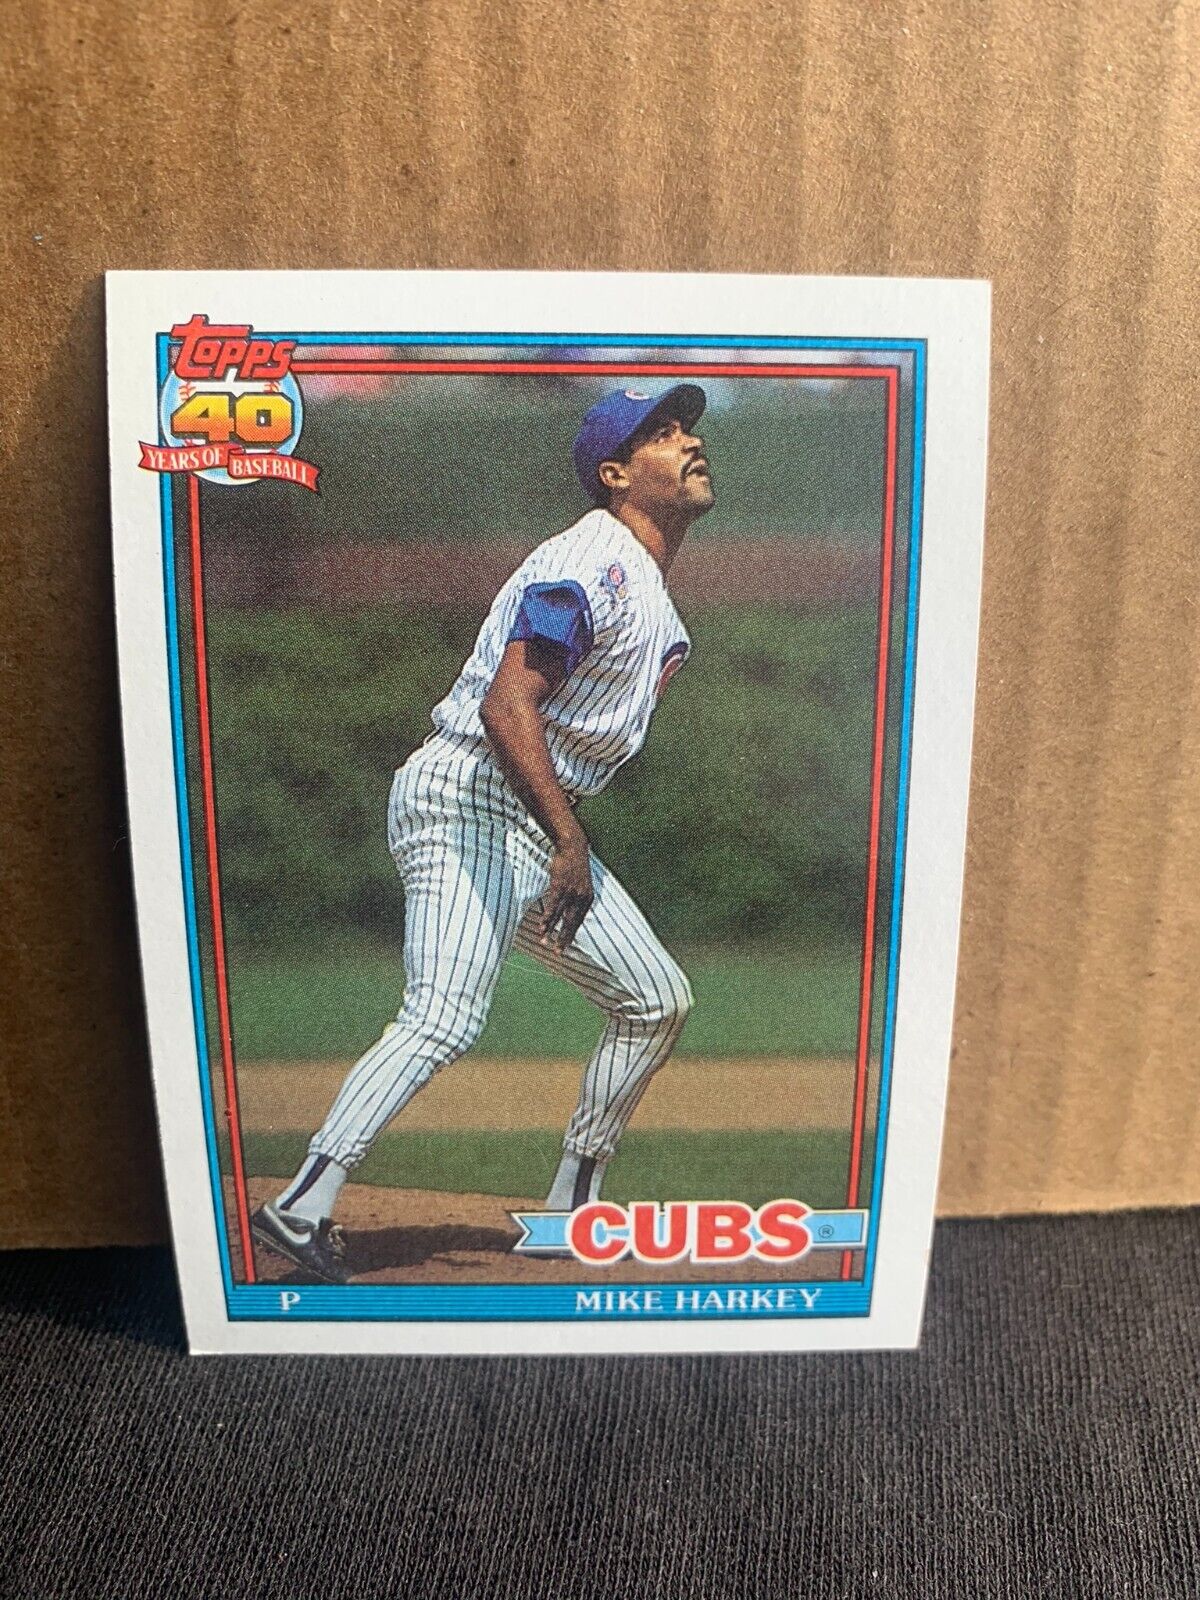 TOPPS
40
YEARS OF BASEBALL
CUBS®
P MIKE HARKEY